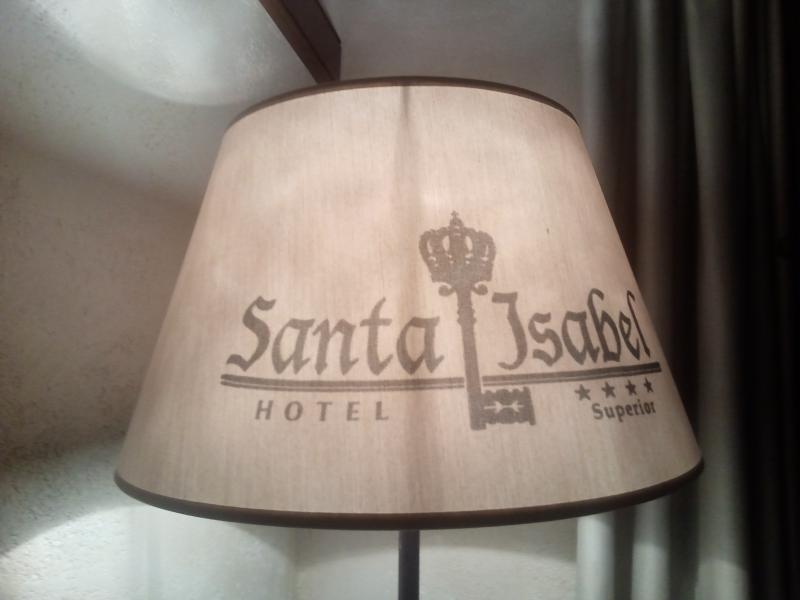 Santa Isabel
HOTEL
★★★★
Superior